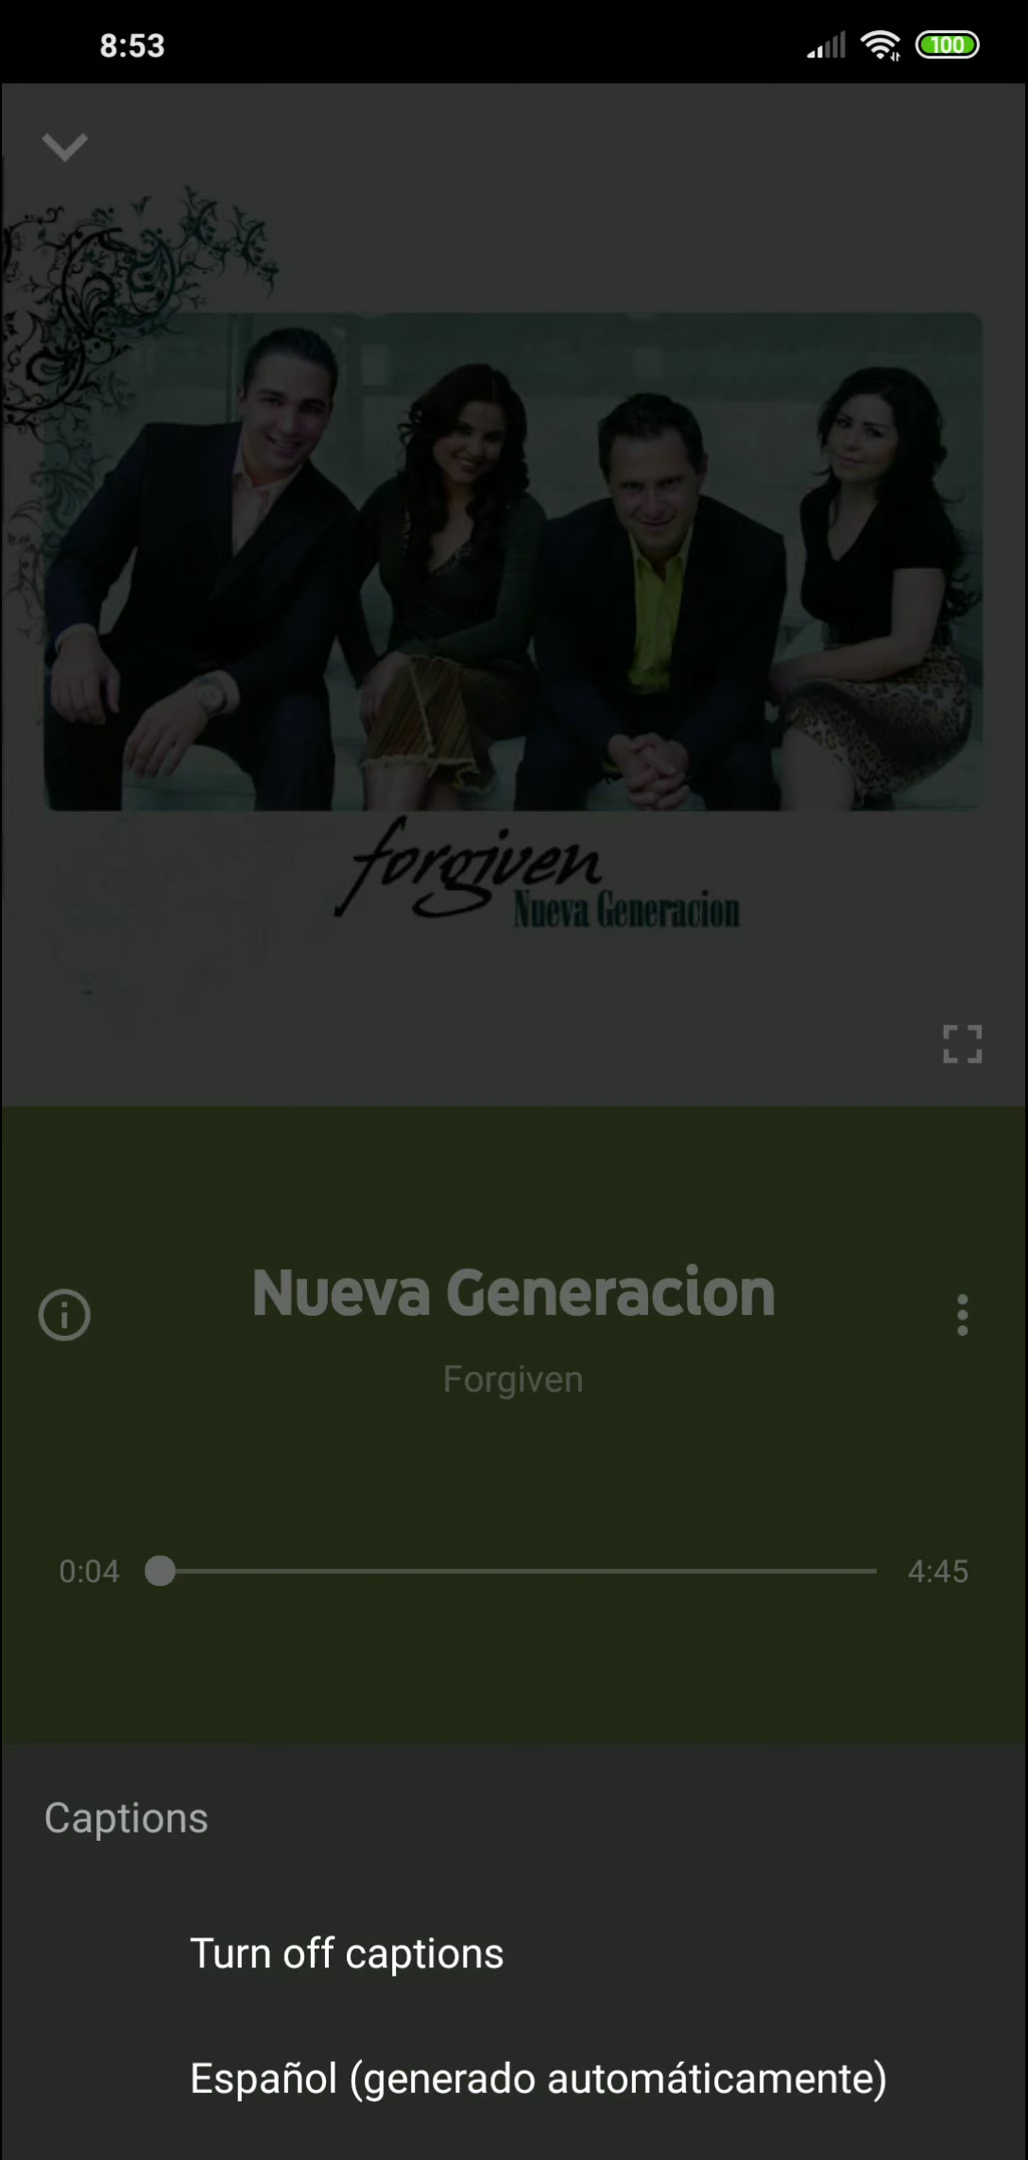 8:53
100
forgiven
Nueva Generacion
Nueva Generacion
Forgiven
0:04
4:45
Captions
Turn off captions
Español (generado automáticamente)